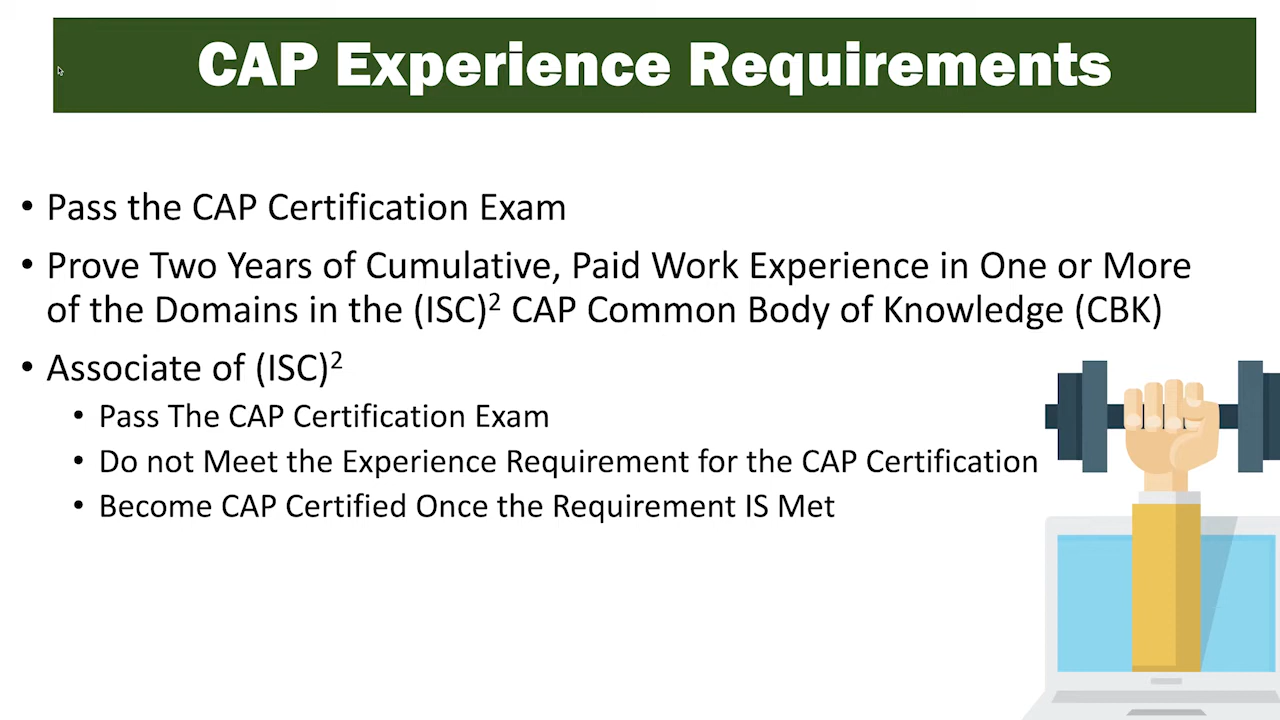 CAP Experience Requirements
• Pass the CAP Certification Exam
• Prove Two Years of Cumulative, Paid Work Experience in One or More
of the Domains in the (ISC)² CAP Common Body of Knowledge (CBK)
• Associate of (ISC)²
• Pass The CAP Certification Exam
• Do not Meet the Experience Requirement for the CAP Certification
• Become CAP Certified Once the Requirement IS Met